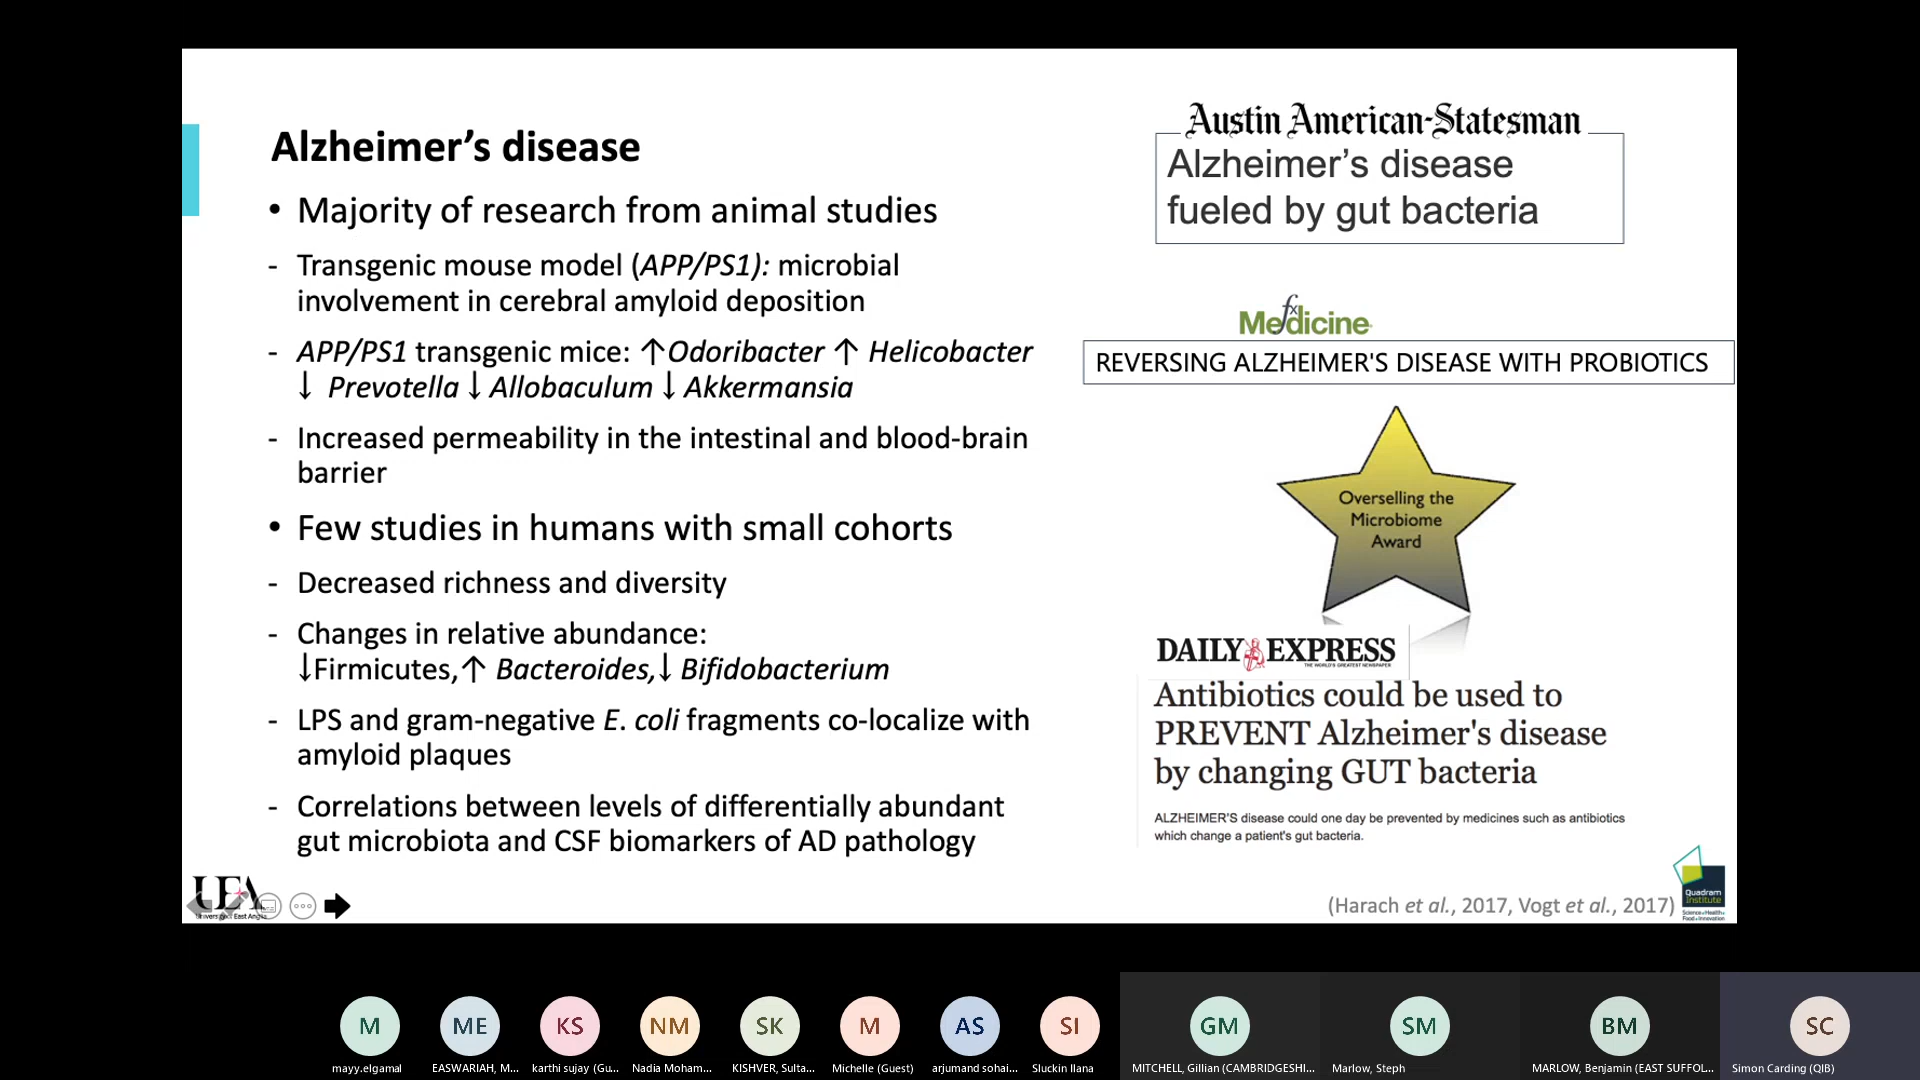 Alzheimer's disease
• Majority of research from animal studies
- Transgenic mouse model (APP/PS1): microbial
involvement in cerebral amyloid deposition
- APP/PS1 transgenic mice: ↑Odoribacter ↑ Helicobacter
↓ Prevotella ↓ Allobaculum ↓ Akkermansia
- Increased permeability in the intestinal and blood-brain
barrier
• Few studies in humans with small cohorts
- Decreased richness and diversity
- Changes in relative abundance:
↓Firmicutes,↑ Bacteroides,↓ Bifidobacterium
- LPS and gram-negative E. coli fragments co-localize with
amyloid plaques
- Correlations between levels of differentially abundant
gut microbiota and CSF biomarkers of AD pathology
Austin American-Statesman
Alzheimer's disease
fueled by gut bacteria
fx Medicine
REVERSING ALZHEIMER'S DISEASE WITH PROBIOTICS
Overselling the
Microbiome
Award
DAILY EXPRESS
THE WORLD'S GREATEST NEWSPAPER
Antibiotics could be used to
PREVENT Alzheimer's disease
by changing GUT bacteria
ALZHEIMER'S disease could one day be prevented by medicines such as antibiotics
which change a patient's gut bacteria.
(Harach et al., 2017, Vogt et al., 2017)
UEA
Quadram
Institute
Science Health
Food Innovation
M
mayy.elgamal
ME
EASWARIAH, M...
KS
karthi sujay (Gu...
NM
Nadia Moham...
SK
KISHVER, Sulta...
M
Michelle (Guest)
AS
arjumand sohai...
SI
Sluckin Ilana
GM
MITCHELL, Gillian (CAMBRIDGESHI...
SM
Marlow, Steph
BM
MARLOW, Benjamin (EAST SUFFOL...
SC
Simon Carding (QIB)